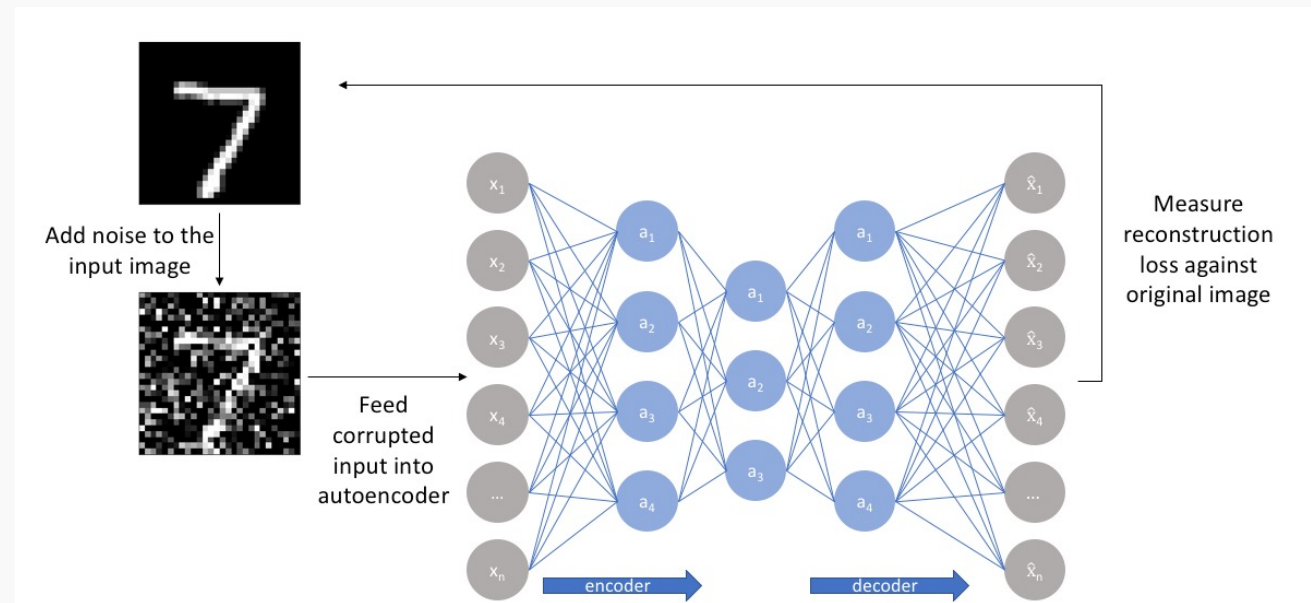 Add noise to the
input image
Feed
corrupted
input into
autoencoder
x₁
x₂
x₃
x₄
...
xₙ
a₁
a₂
a₃
a₄
a₁
a₂
a₃
a₁
a₂
a₃
a₄
x̂₁
x̂₂
x̂₃
x̂₄
...
x̂ₙ
encoder
decoder
Measure
reconstruction
loss against
original image